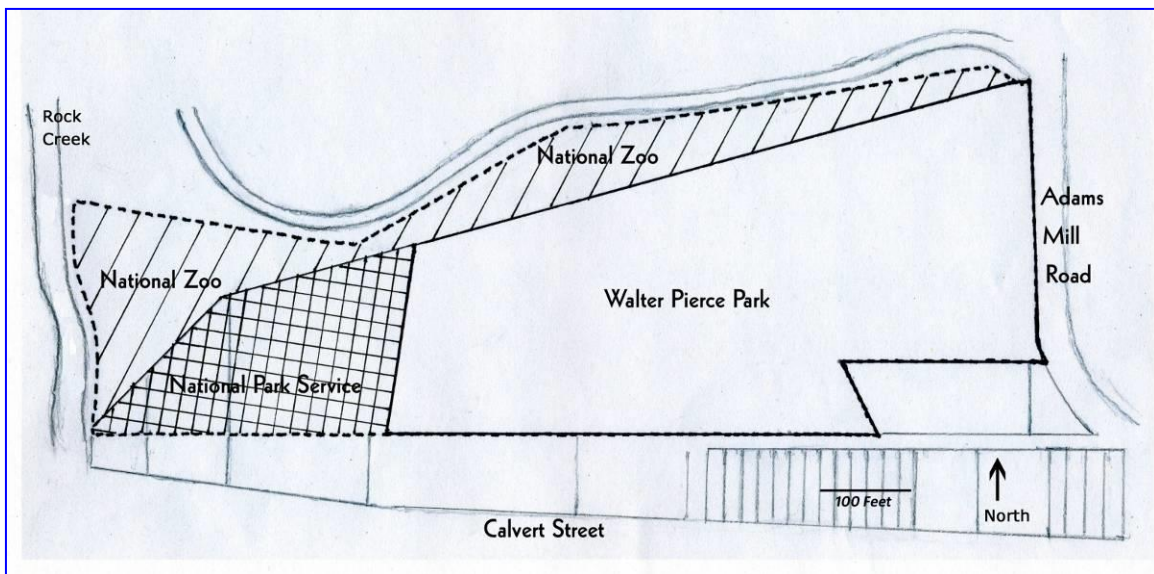 Rock
Creek
National Zoo
National Zoo
Adams
Mill
Road
Walter Pierce Park
National Park Service
100 Feet
North
Calvert Street